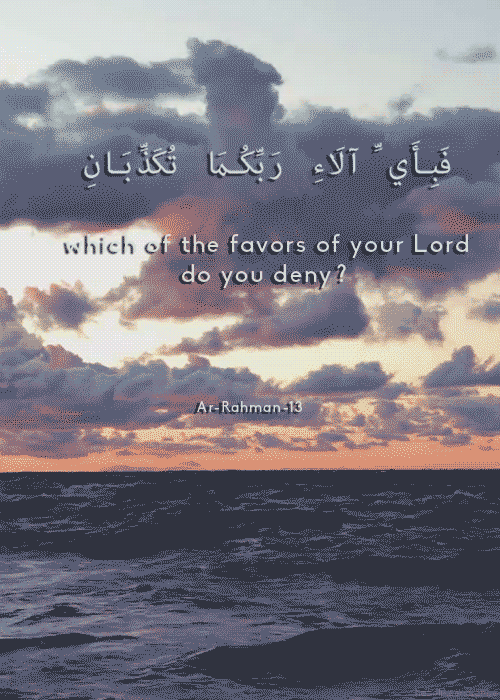 فَبِأَيِّ آلَاءِ رَبِّكُمَا تُكَذِّبَانِ
which of the favors of your Lord
do you deny?
Ar-Rahman-13